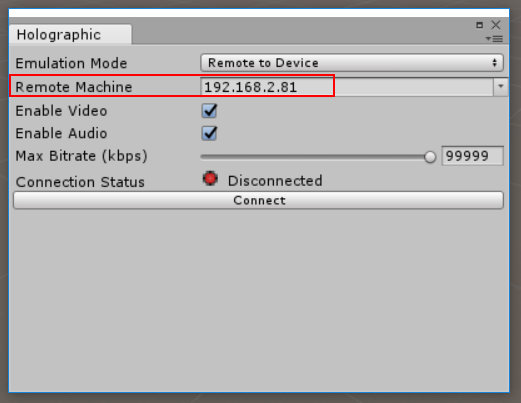 Holographic
Emulation Mode Remote to Device
Remote Machine 192.168.2.81
Enable Video
Enable Audio
Max Bitrate (kbps) 99999
Connection Status Disconnected
Connect